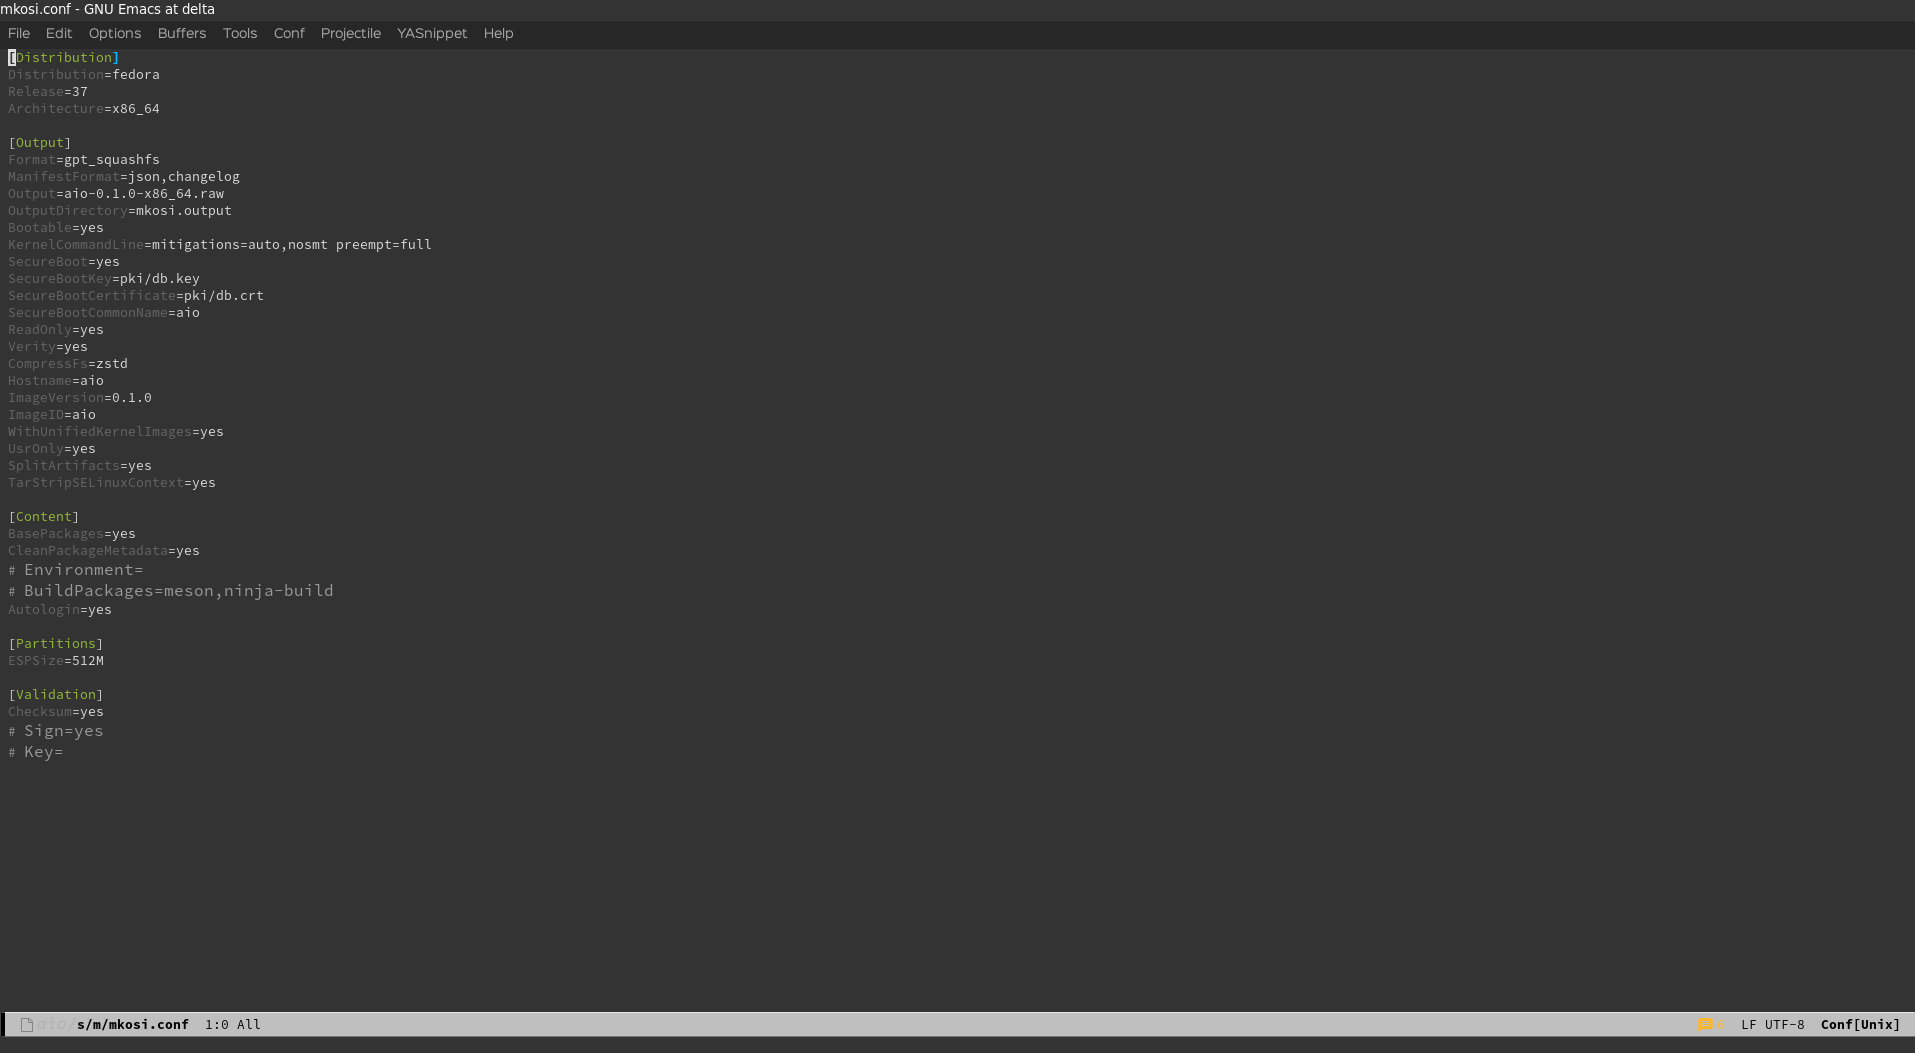 mkosi.conf - GNU Emacs at delta
File Edit Options Buffers Tools Conf Projectile YASnippet Help
[Distribution]
Distribution=fedora
Release=37
Architecture=x86_64
[Output]
Format=gpt_squashfs
ManifestFormat=json,changelog
Output=aio-0.1.0-x86_64.raw
OutputDirectory=mkosi.output
Bootable=yes
KernelCommandLine=mitigations=auto,nosmt preempt=full
SecureBoot=yes
SecureBootKey=pki/db.key
SecureBootCertificate=pki/db.crt
SecureBootCommonName=aio
ReadOnly=yes
Verity=yes
CompressFs=zstd
Hostname=aio
ImageVersion=0.1.0
ImageID=aio
WithUnifiedKernelImages=yes
UsrOnly=yes
SplitArtifacts=yes
TarStripSELinuxContext=yes
[Content]
BasePackages=yes
CleanPackageMetadata=yes
# Environment=
# BuildPackages=meson,ninja-build
Autologin=yes
[Partitions]
ESPSize=512M
[Validation]
Checksum=yes
# Sign=yes
# Key=
aio/s/m/mkosi.conf 1:0 All LF UTF-8 Conf[Unix]